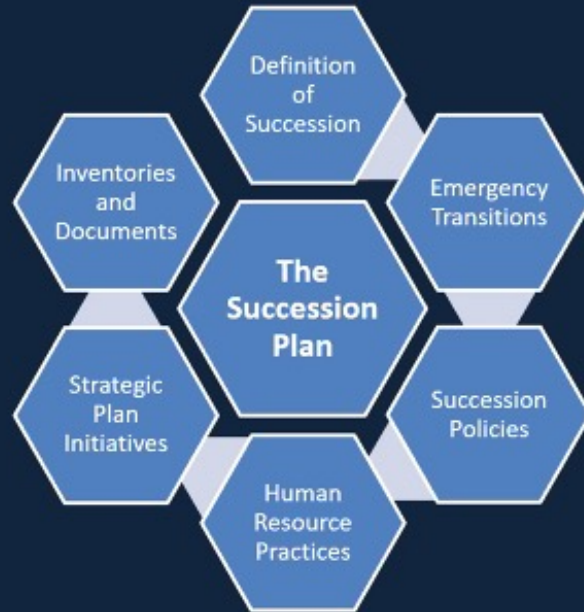 Definition
of
Succession
Emergency
Transitions
Succession
Policies
Human
Resource
Practices
Strategic
Plan
Initiatives
Inventories
and
Documents
The
Succession
Plan